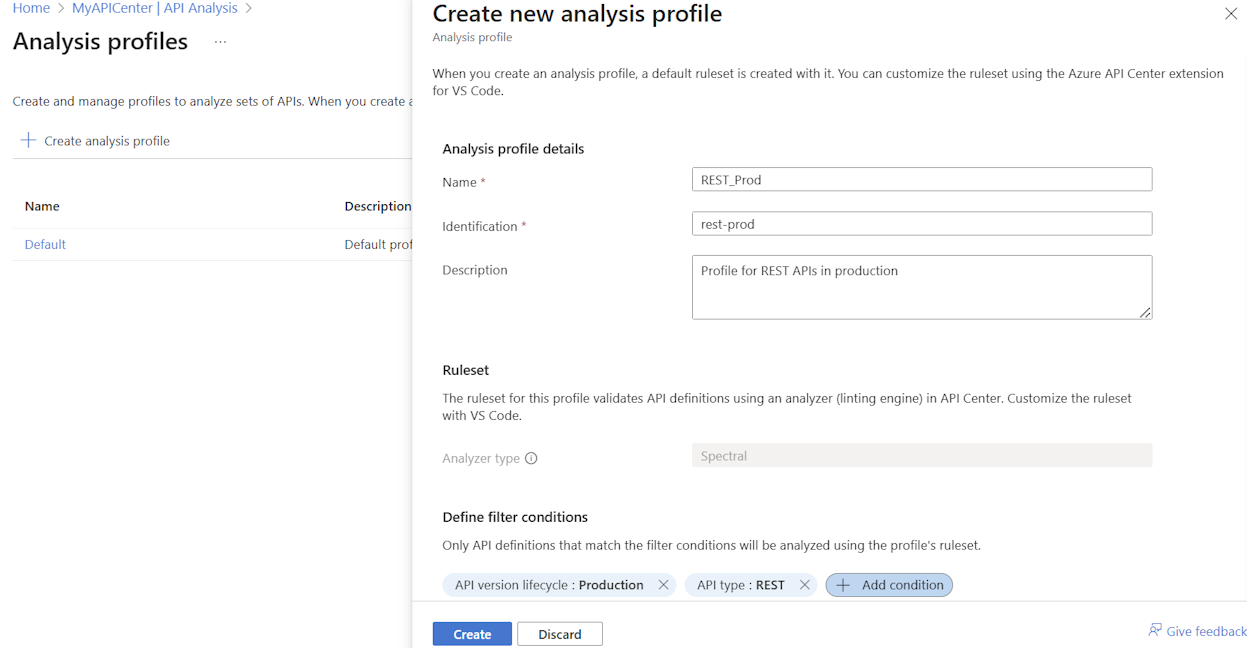 Home > MyAPICenter | API Analysis >
Analysis profiles ...
Create and manage profiles to analyze sets of APIs. When you create a
+ Create analysis profile
Name Description
Default Default prof
Create new analysis profile
Analysis profile
When you create an analysis profile, a default ruleset is created with it. You can customize the ruleset using the Azure API Center extension
for VS Code.
Analysis profile details
Name * REST_Prod
Identification * rest-prod
Description Profile for REST APIs in production
Ruleset
The ruleset for this profile validates API definitions using an analyzer (linting engine) in API Center. Customize the ruleset
with VS Code.
Analyzer type Spectral
Define filter conditions
Only API definitions that match the filter conditions will be analyzed using the profile's ruleset.
API version lifecycle : Production API type : REST + Add condition
Create Discard Give feedback